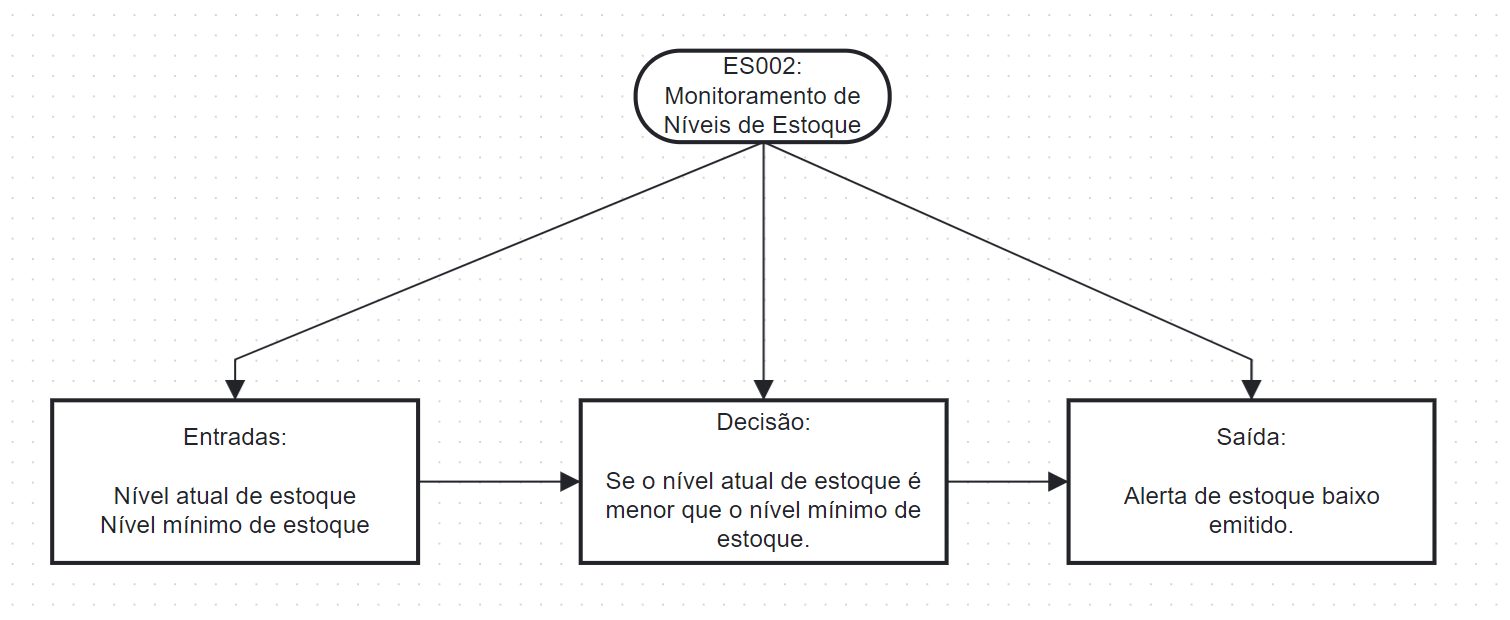 ES002:
Monitoramento de
Níveis de Estoque
Entradas:
Nível atual de estoque
Nível mínimo de estoque
Decisão:
Se o nível atual de estoque é
menor que o nível mínimo de
estoque.
Saída:
Alerta de estoque baixo
emitido.